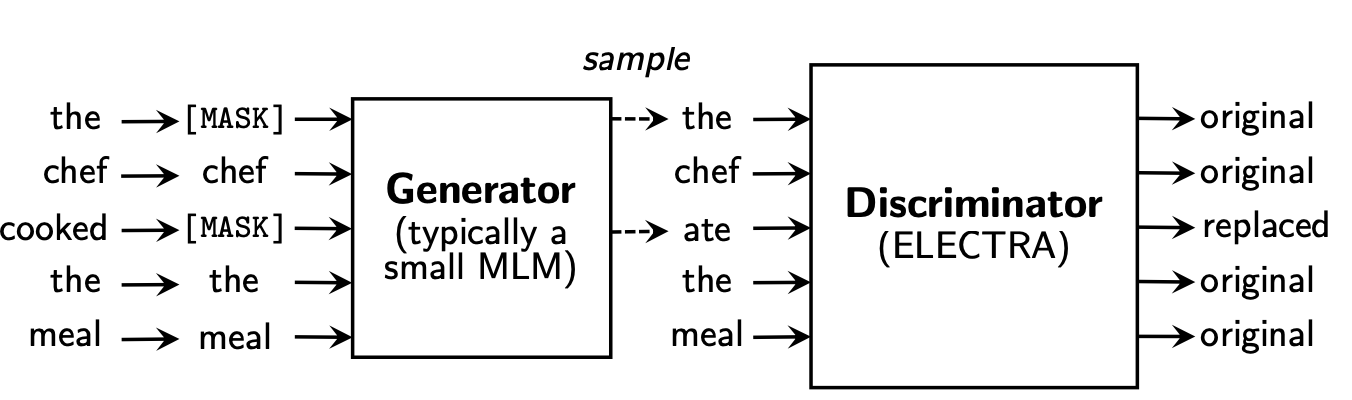 sample
the [MASK] the original
chef chef chef original
cooked [MASK] ate replaced
the the the original
meal meal meal original
Generator
(typically a
small MLM)
Discriminator
(ELECTRA)